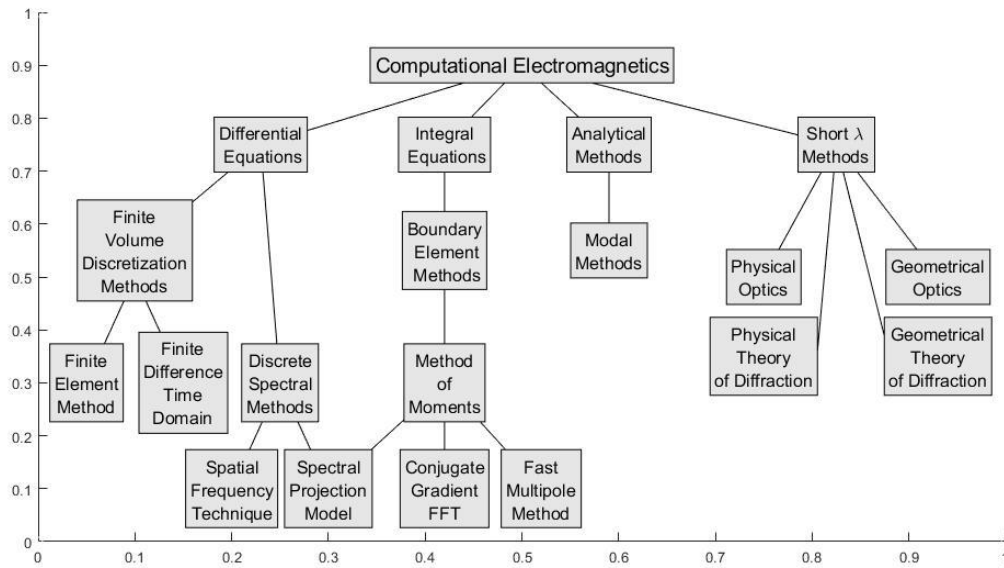 1
0.9
0.8
0.7
0.6
0.5
0.4
0.3
0.2
0.1
0
Computational Electromagnetics
Differential
Equations
Integral
Equations
Analytical
Methods
Short λ
Methods
Finite
Volume
Discretization
Methods
Boundary
Element
Methods
Modal
Methods
Physical
Optics
Geometrical
Optics
Physical
Theory
of Diffraction
Geometrical
Theory
of Diffraction
Finite
Element
Method
Finite
Difference
Time
Domain
Discrete
Spectral
Methods
Method
of
Moments
Spatial
Frequency
Technique
Spectral
Projection
Model
Conjugate
Gradient
FFT
Fast
Multipole
Method
0 0.1 0.2 0.3 0.4 0.5 0.6 0.7 0.8 0.9 1